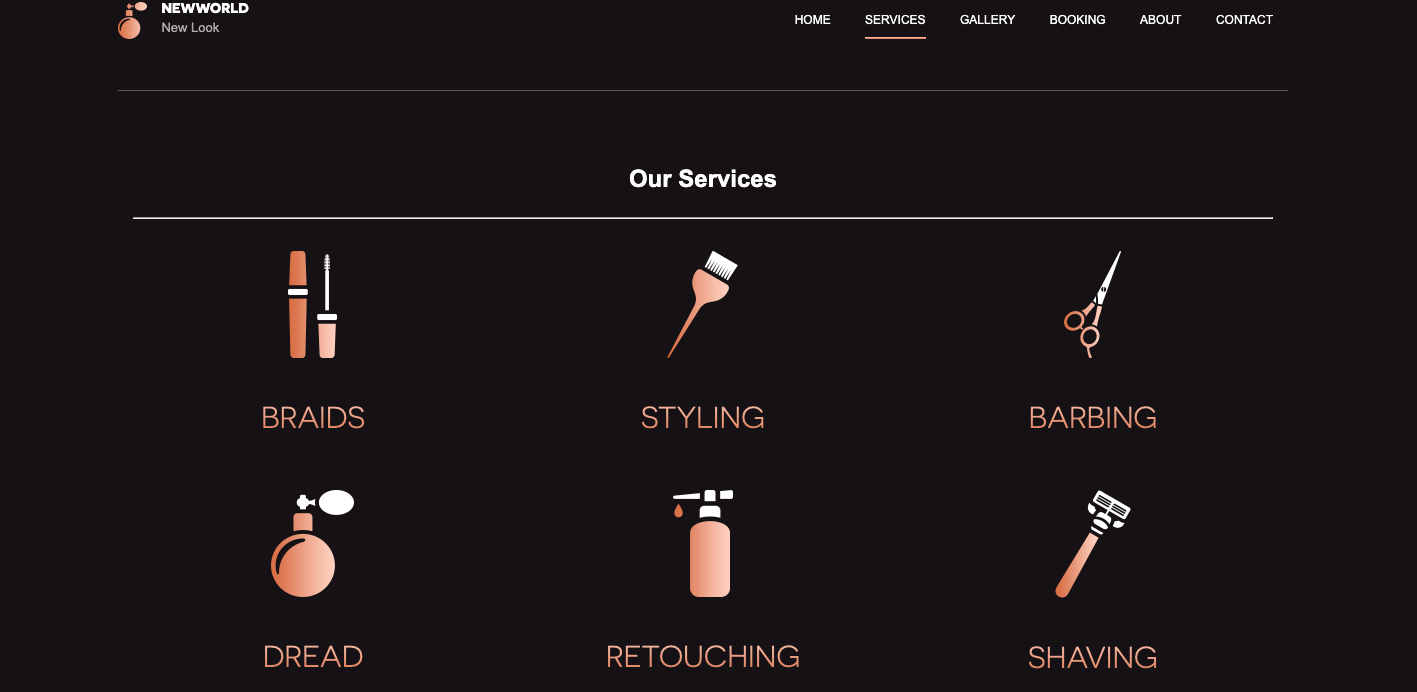 NEWWORLD
New Look
HOME SERVICES GALLERY BOOKING ABOUT CONTACT
Our Services
BRAIDS STYLING BARBING
DREAD RETOUCHING SHAVING